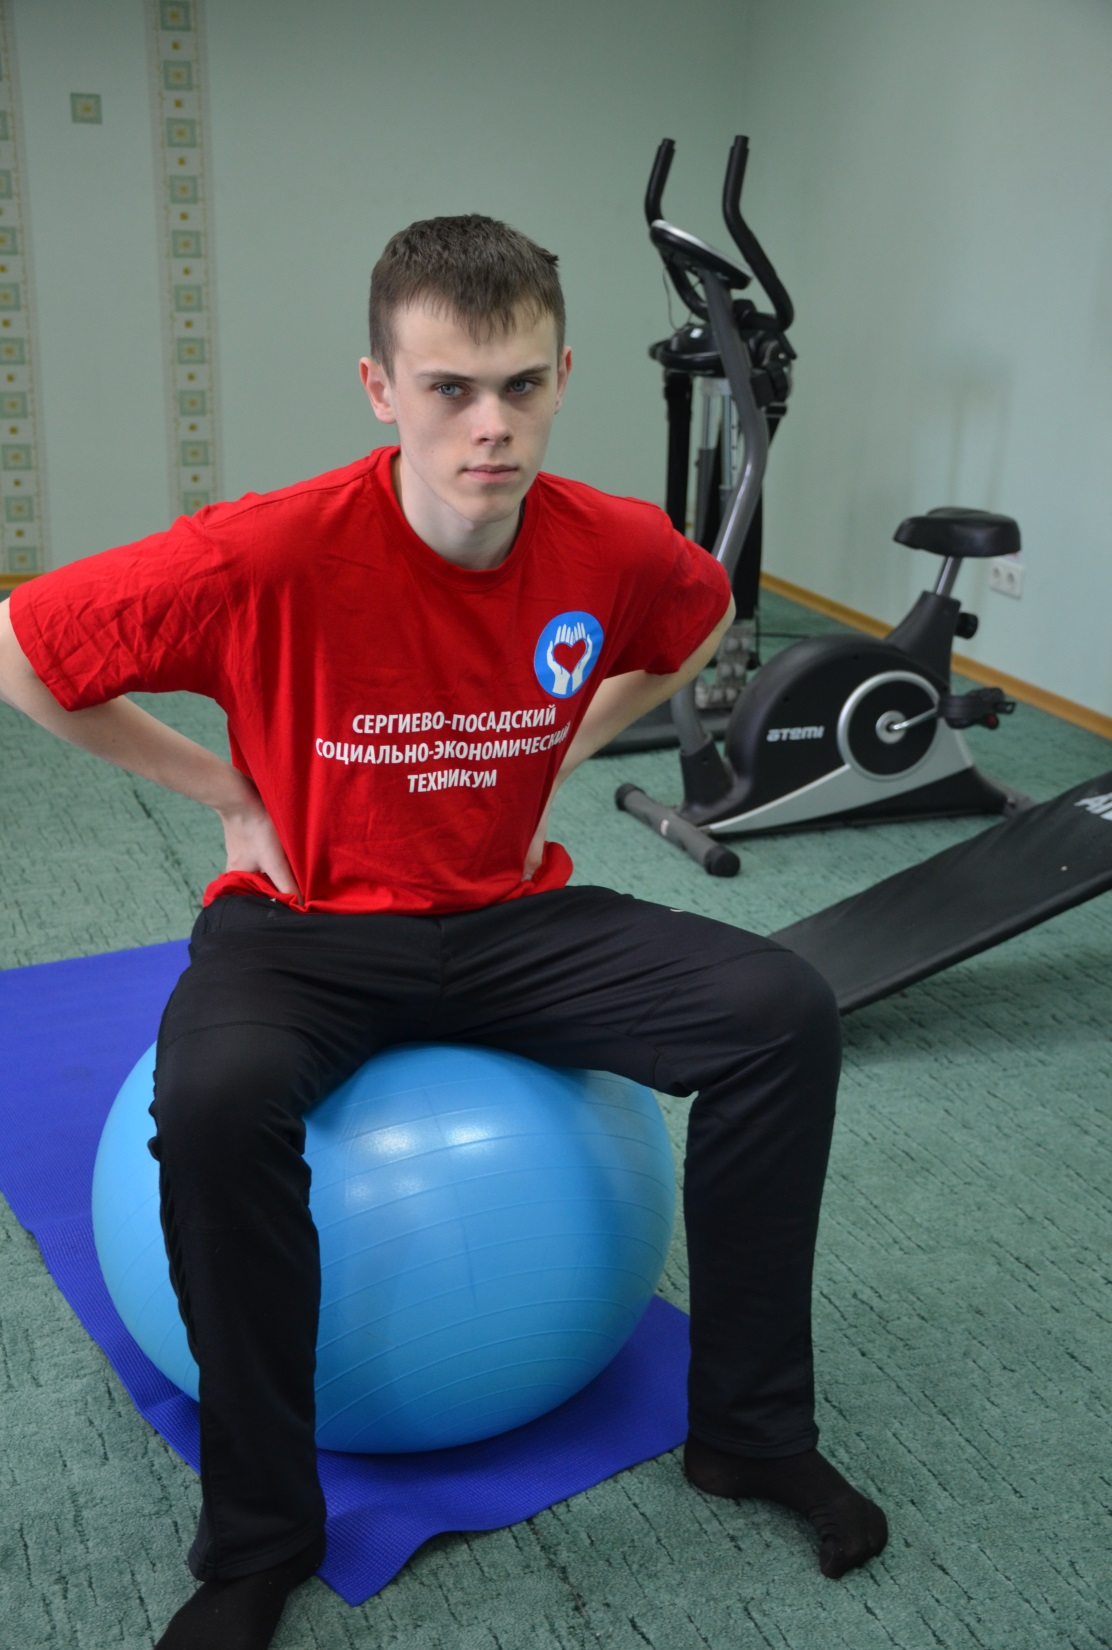 СЕРГИЕВО-ПОСАДСКИЙ
СОЦИАЛЬНО-ЭКОНОМИЧЕСКИЙ
ТЕХНИКУМ
ATEMI